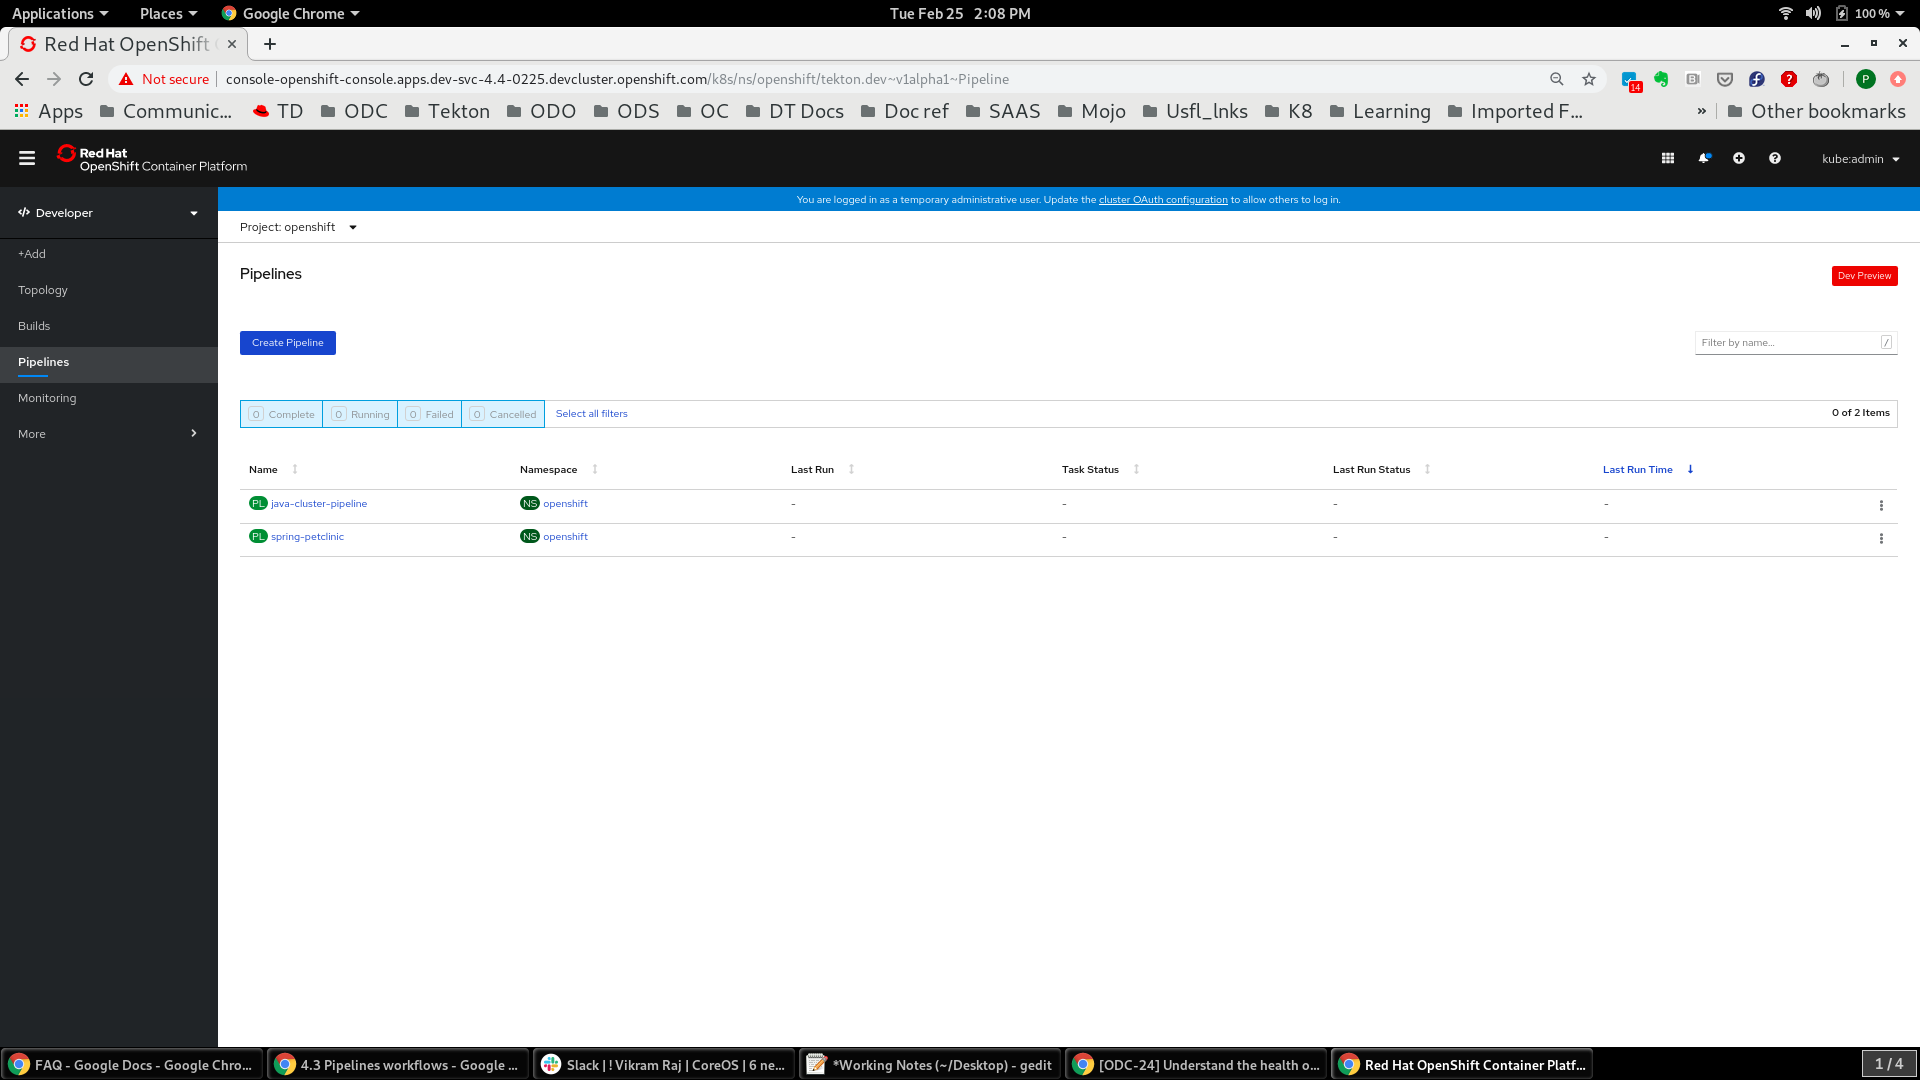 Applications Places Google Chrome Tue Feb 25 2:08 PM 100 %
Red Hat OpenShift
Not secure console-openshift-console.apps.dev-svc-4.4-0225.devcluster.openshift.com/k8s/ns/openshift/tekton.dev~v1alpha1~Pipeline 14 P
Apps Communic... TD ODC Tekton ODO ODS OC DT Docs Doc ref SAAS Mojo Usfl_lnks K8 Learning Imported F... » Other bookmarks
Red Hat
OpenShift Container Platform
kube:admin
You are logged in as a temporary administrative user. Update the cluster OAuth configuration to allow others to log in.
Developer
Project: openshift
+Add
Topology
Builds
Pipelines
Monitoring
More
Pipelines
Dev Preview
Create Pipeline
Filter by name... /
0 Complete 0 Running 0 Failed 0 Cancelled Select all filters 0 of 2 Items
Name Namespace Last Run Task Status Last Run Status Last Run Time
PL java-cluster-pipeline NS openshift - - - -
PL spring-petclinic NS openshift - - - -
FAQ - Google Docs - Google Chro... 4.3 Pipelines workflows - Google ... Slack | ! Vikram Raj | CoreOS | 6 ne... *Working Notes (~/Desktop) - gedit [ODC-24] Understand the health o... Red Hat OpenShift Container Platf... 1 / 4